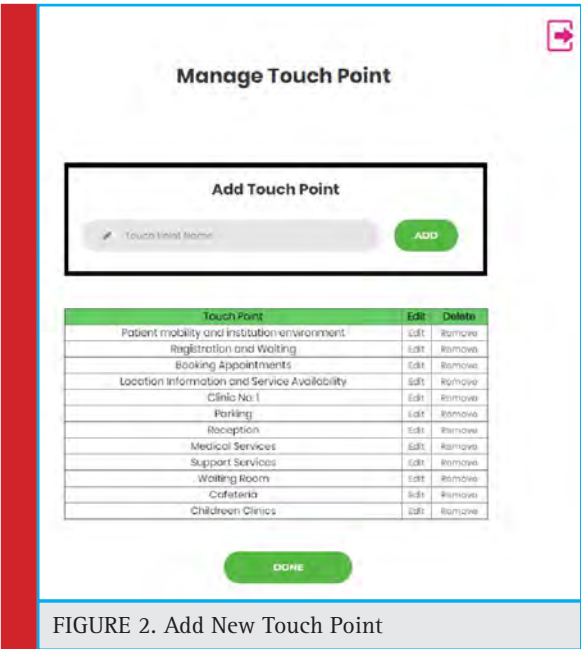 Manage Touch Point
Add Touch Point
Touch Point Name
ADD
Touch Point Edit Delete
Patient mobility and institution environment Edit Remove
Registration and Waiting Edit Remove
Booking Appointments Edit Remove
Location Information and Service Availability Edit Remove
Clinic No.1 Edit Remove
Parking Edit Remove
Reception Edit Remove
Medical Services Edit Remove
Support Services Edit Remove
Waiting Room Edit Remove
Cafeteria Edit Remove
Childreen Clinics Edit Remove
DONE
FIGURE 2. Add New Touch Point